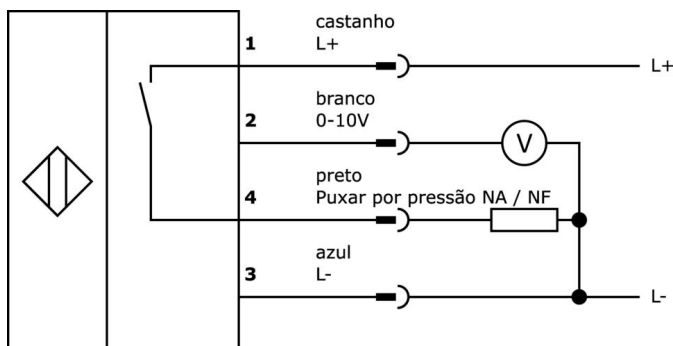 castanho
1 L+ L+
branco
2 0-10V
V
preto
4 Puxar por pressão NA / NF
azul
3 L- L-